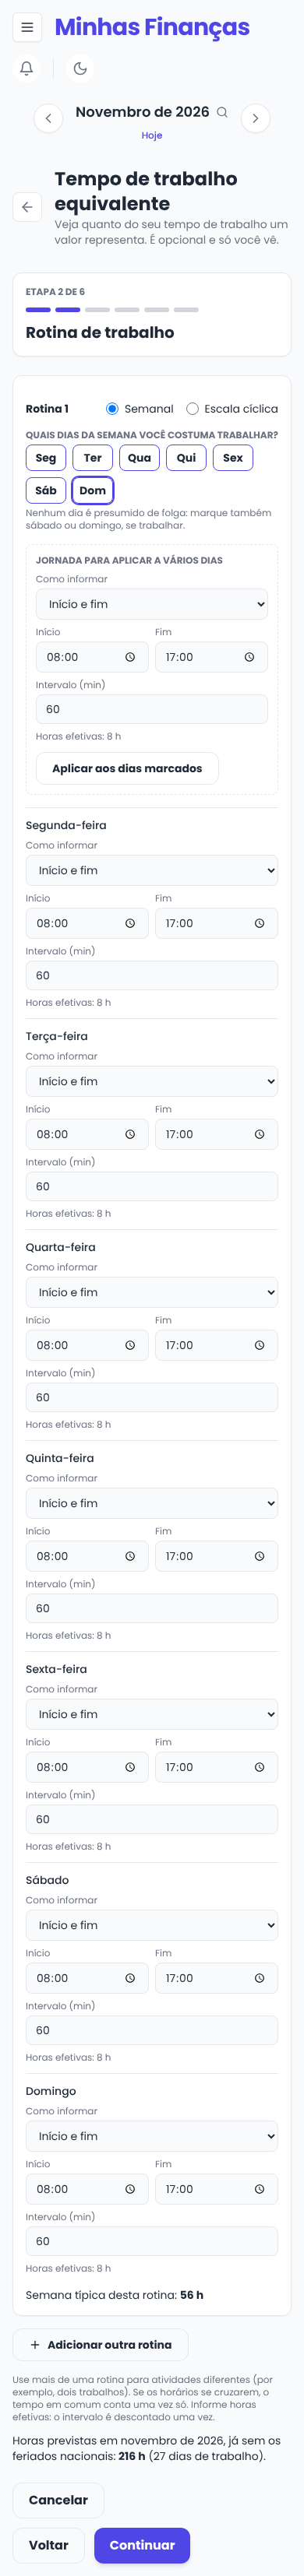 Minhas Finanças
Novembro de 2026
Hoje
Tempo de trabalho
equivalente
Veja quanto do seu tempo de trabalho um
valor representa. É opcional e só você vê.
ETAPA 2 DE 6
Rotina de trabalho
Rotina 1 Semanal Escala cíclica
QUAIS DIAS DA SEMANA VOCÊ COSTUMA TRABALHAR?
Seg Ter Qua Qui Sex
Sáb Dom
Nenhum dia é presumido de folga: marque também
sábado ou domingo, se trabalhar.
JORNADA PARA APLICAR A VÁRIOS DIAS
Como informar
Início e fim
Início Fim
08:00 17:00
Intervalo (min)
60
Horas efetivas: 8 h
Aplicar aos dias marcados
Segunda-feira
Como informar
Início e fim
Início Fim
08:00 17:00
Intervalo (min)
60
Horas efetivas: 8 h
Terça-feira
Como informar
Início e fim
Início Fim
08:00 17:00
Intervalo (min)
60
Horas efetivas: 8 h
Quarta-feira
Como informar
Início e fim
Início Fim
08:00 17:00
Intervalo (min)
60
Horas efetivas: 8 h
Quinta-feira
Como informar
Início e fim
Início Fim
08:00 17:00
Intervalo (min)
60
Horas efetivas: 8 h
Sexta-feira
Como informar
Início e fim
Início Fim
08:00 17:00
Intervalo (min)
60
Horas efetivas: 8 h
Sábado
Como informar
Início e fim
Início Fim
08:00 17:00
Intervalo (min)
60
Horas efetivas: 8 h
Domingo
Como informar
Início e fim
Início Fim
08:00 17:00
Intervalo (min)
60
Horas efetivas: 8 h
Semana típica desta rotina: 56 h
+ Adicionar outra rotina
Use mais de uma rotina para atividades diferentes (por
exemplo, dois trabalhos). Se os horários se cruzarem, o
tempo em comum conta uma vez só. Informe horas
efetivas: o intervalo é descontado uma vez.
Horas previstas em novembro de 2026, já sem os
feriados nacionais: 216 h (27 dias de trabalho).
Cancelar
Voltar Continuar